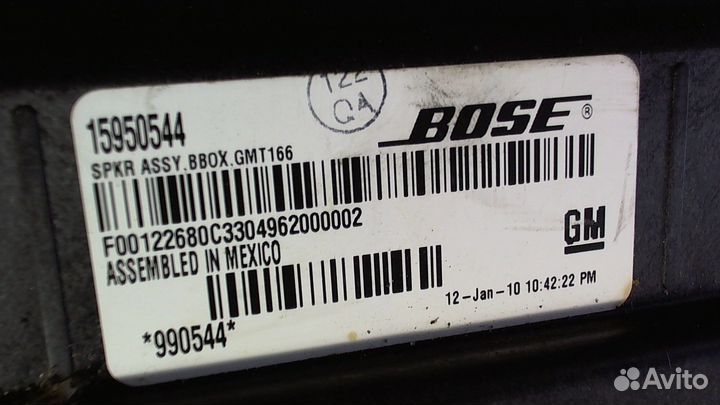 122
QA
15950544
BOSE®
SPKR ASSY.BBOX.GMT166
F00122680C3304962000002
ASSEMBLED IN MEXICO
GM
12-Jan-10 10:42:22 PM
*990544*
Avito